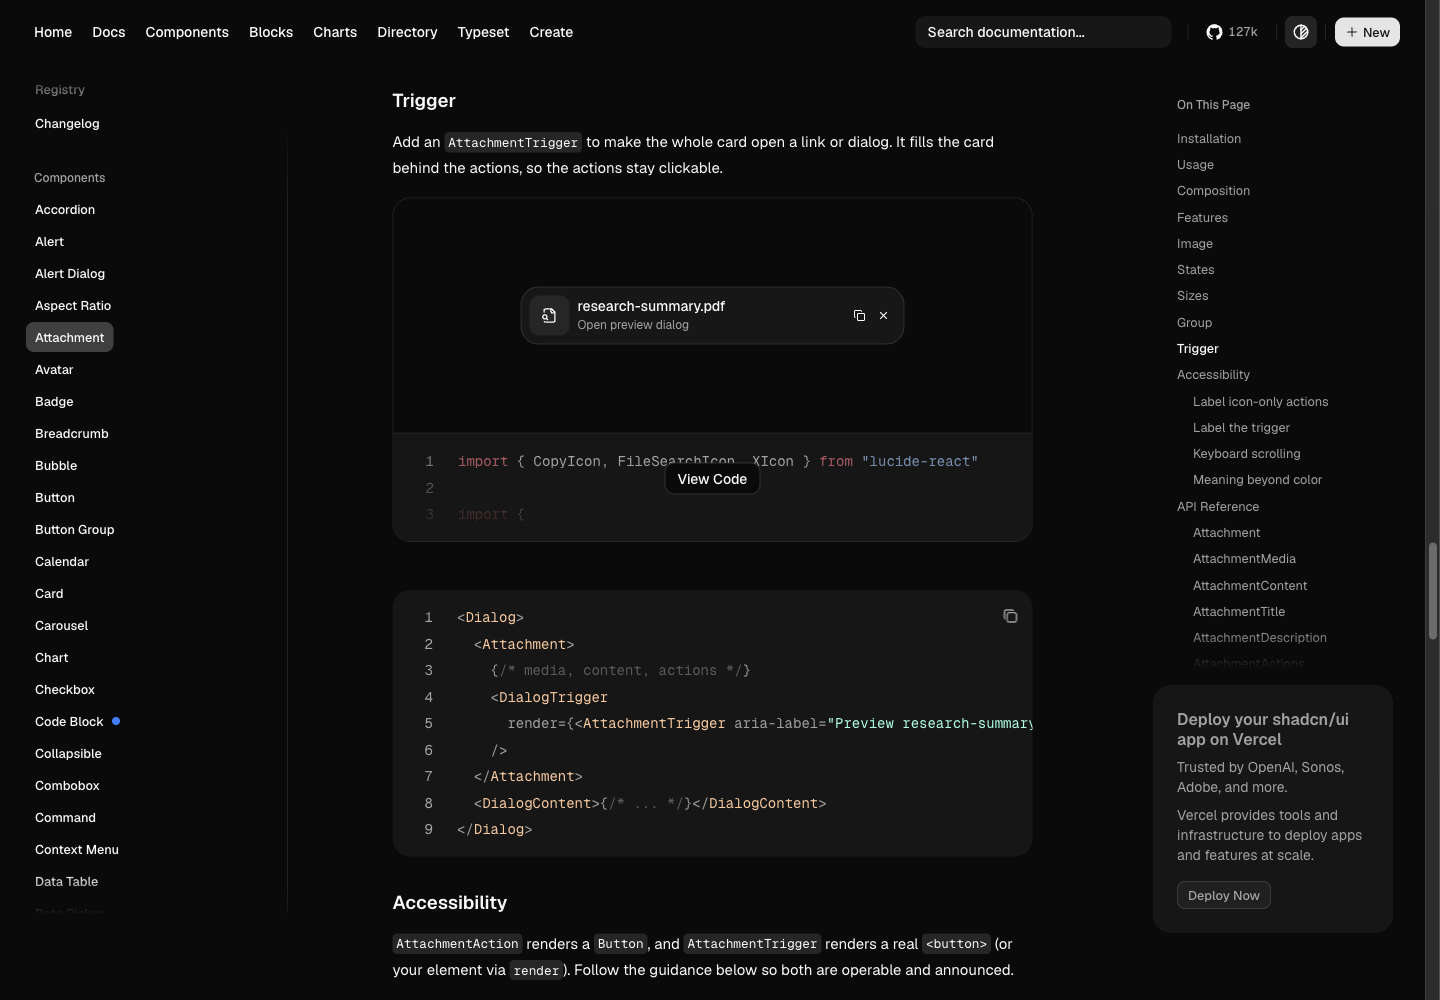 Home Docs Components Blocks Charts Directory Typeset Create
Search documentation... 127k New
Registry
Changelog
Components
Accordion
Alert
Alert Dialog
Aspect Ratio
Attachment
Avatar
Badge
Breadcrumb
Bubble
Button
Button Group
Calendar
Card
Carousel
Chart
Checkbox
Code Block
Collapsible
Combobox
Command
Context Menu
Data Table
Date Picker
Trigger
Add an AttachmentTrigger to make the whole card open a link or dialog. It fills the card
behind the actions, so the actions stay clickable.
research-summary.pdf
Open preview dialog
1 import { CopyIcon, FileSearchIcon, XIcon } from "lucide-react"
View Code
2
3 import {
1 <Dialog>
2 <Attachment>
3 {/* media, content, actions */}
4 <DialogTrigger
5 render={<AttachmentTrigger aria-label="Preview research-summary
6 />
7 </Attachment>
8 <DialogContent>{/* ... */}</DialogContent>
9 </Dialog>
Accessibility
AttachmentAction renders a Button, and AttachmentTrigger renders a real <button> (or
your element via render). Follow the guidance below so both are operable and announced.
On This Page
Installation
Usage
Composition
Features
Image
States
Sizes
Group
Trigger
Accessibility
Label icon-only actions
Label the trigger
Keyboard scrolling
Meaning beyond color
API Reference
Attachment
AttachmentMedia
AttachmentContent
AttachmentTitle
AttachmentDescription
AttachmentActions
Deploy your shadcn/ui
app on Vercel
Trusted by OpenAI, Sonos,
Adobe, and more.
Vercel provides tools and
infrastructure to deploy apps
and features at scale.
Deploy Now